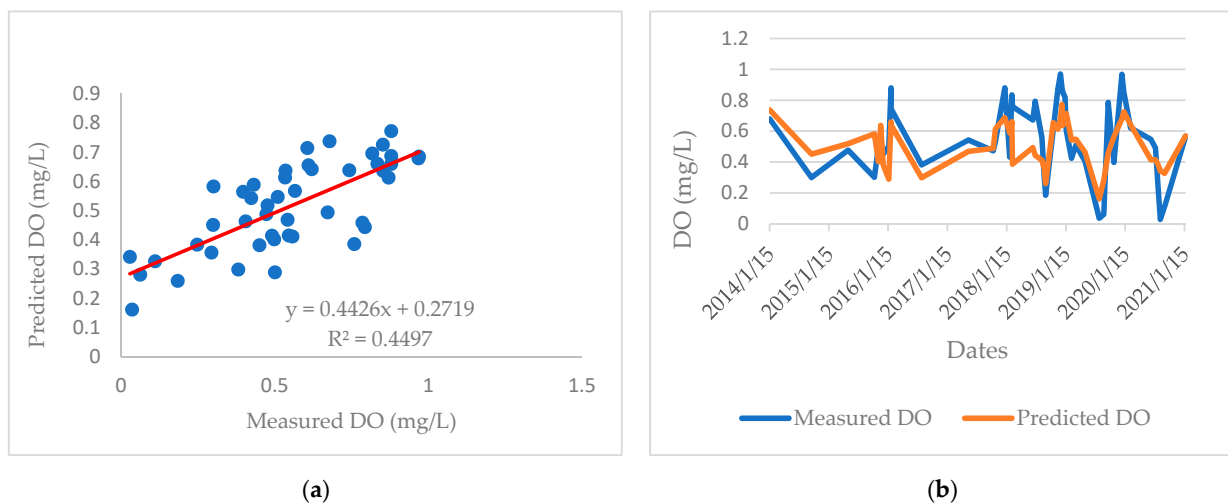 0.9
0.8
0.7
0.6
0.5
0.4
0.3
0.2
0.1
0
Predicted DO (mg/L)
y = 0.4426x + 0.2719
R² = 0.4497
0 0.5 1 1.5
Measured DO (mg/L)
(a)
1.2
1
0.8
0.6
0.4
0.2
0
DO (mg/L)
2014/1/15
2015/1/15
2016/1/15
2017/1/15
2018/1/15
2019/1/15
2020/1/15
2021/1/15
Dates
Measured DO Predicted DO
(b)